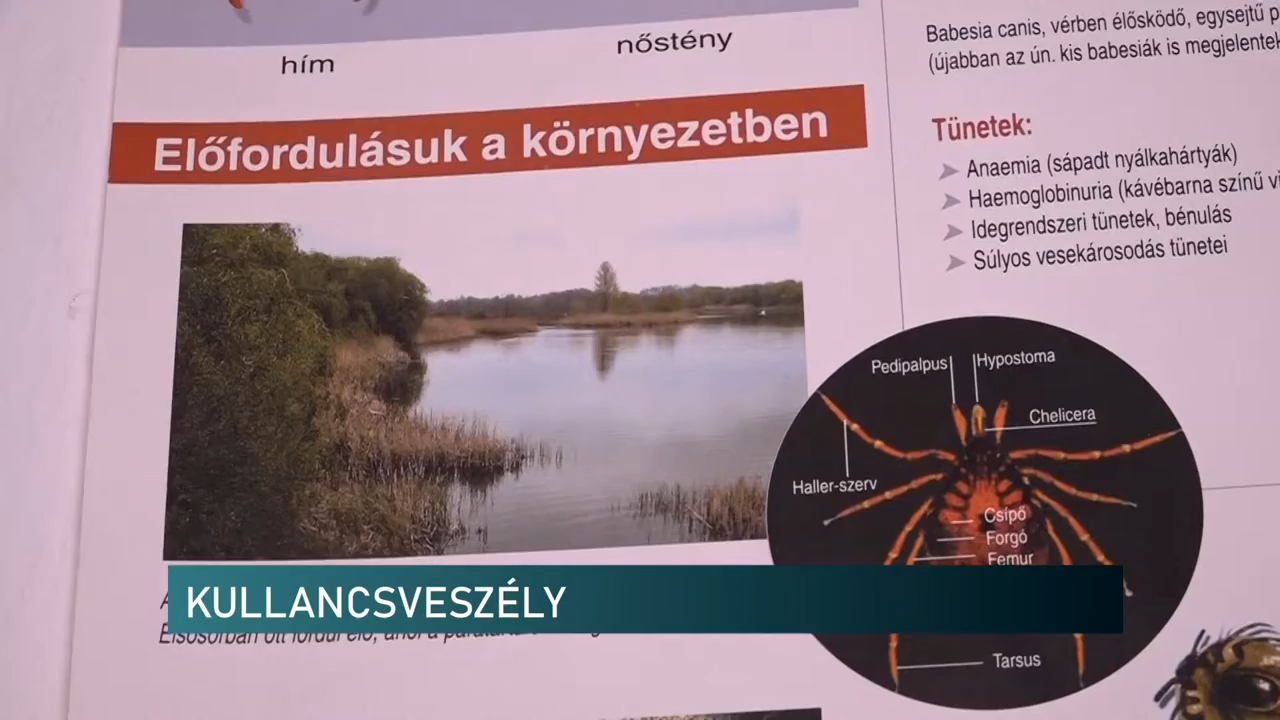 hím
nőstény
Előfordulásuk a környezetben
Babesia canis, vérben élősködő, egysejtű
(újabban az ún. kis babesiák is megjelentek
Tünetek:
Anaemia (sápadt nyálkahártyák)
Haemoglobinuria (kávébarna színű
Idegrendszeri tünetek, bénulás
Súlyos vesekárosodás tünetei
Pedipalpus
Hypostoma
Chelicera
Haller-szerv
Csípő
Forgó
Femur
Tarsus
KULLANCSVESZÉLY